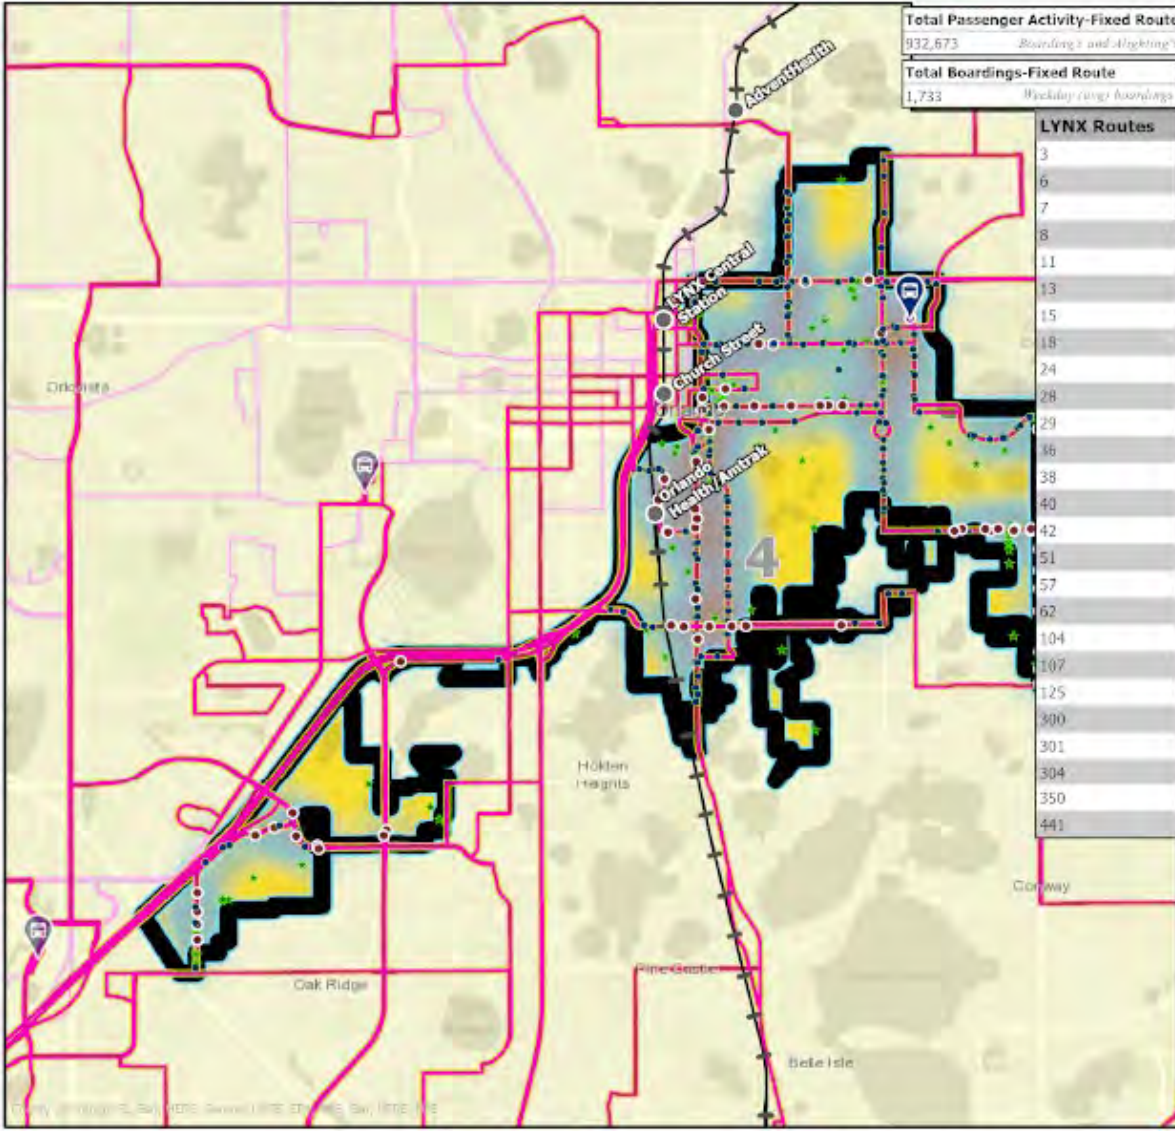 Total Passenger Activity-Fixed Route
932,673 Boardings and Alighting
Total Boardings-Fixed Route
1,733 Weekday (avg) boardings
LYNX Routes
3
6
7
8
11
13
15
18
24
28
29
36
38
40
42
51
57
62
104
107
125
300
301
304
350
441
AdventHealth
LYNX Central
Station
Church Street
Orlando
Orlando
Health/Amtrak
4
Orlovista
Holden
Heights
Conway
Oak Ridge
Pine Castle
Belle Isle